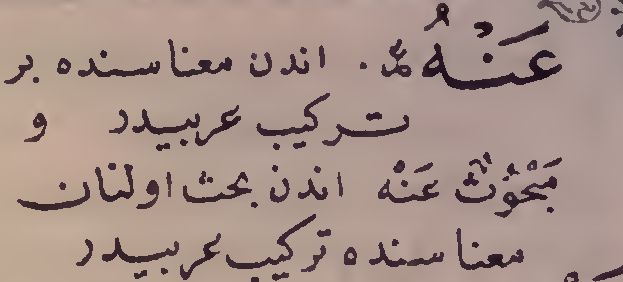 عَنْهُ . اندن معناسنده بر
تركيب عربيدر و
مَبْحُوثٌ عَنْه اندن بحث اولنان
معناسنده تركيب عربيدر